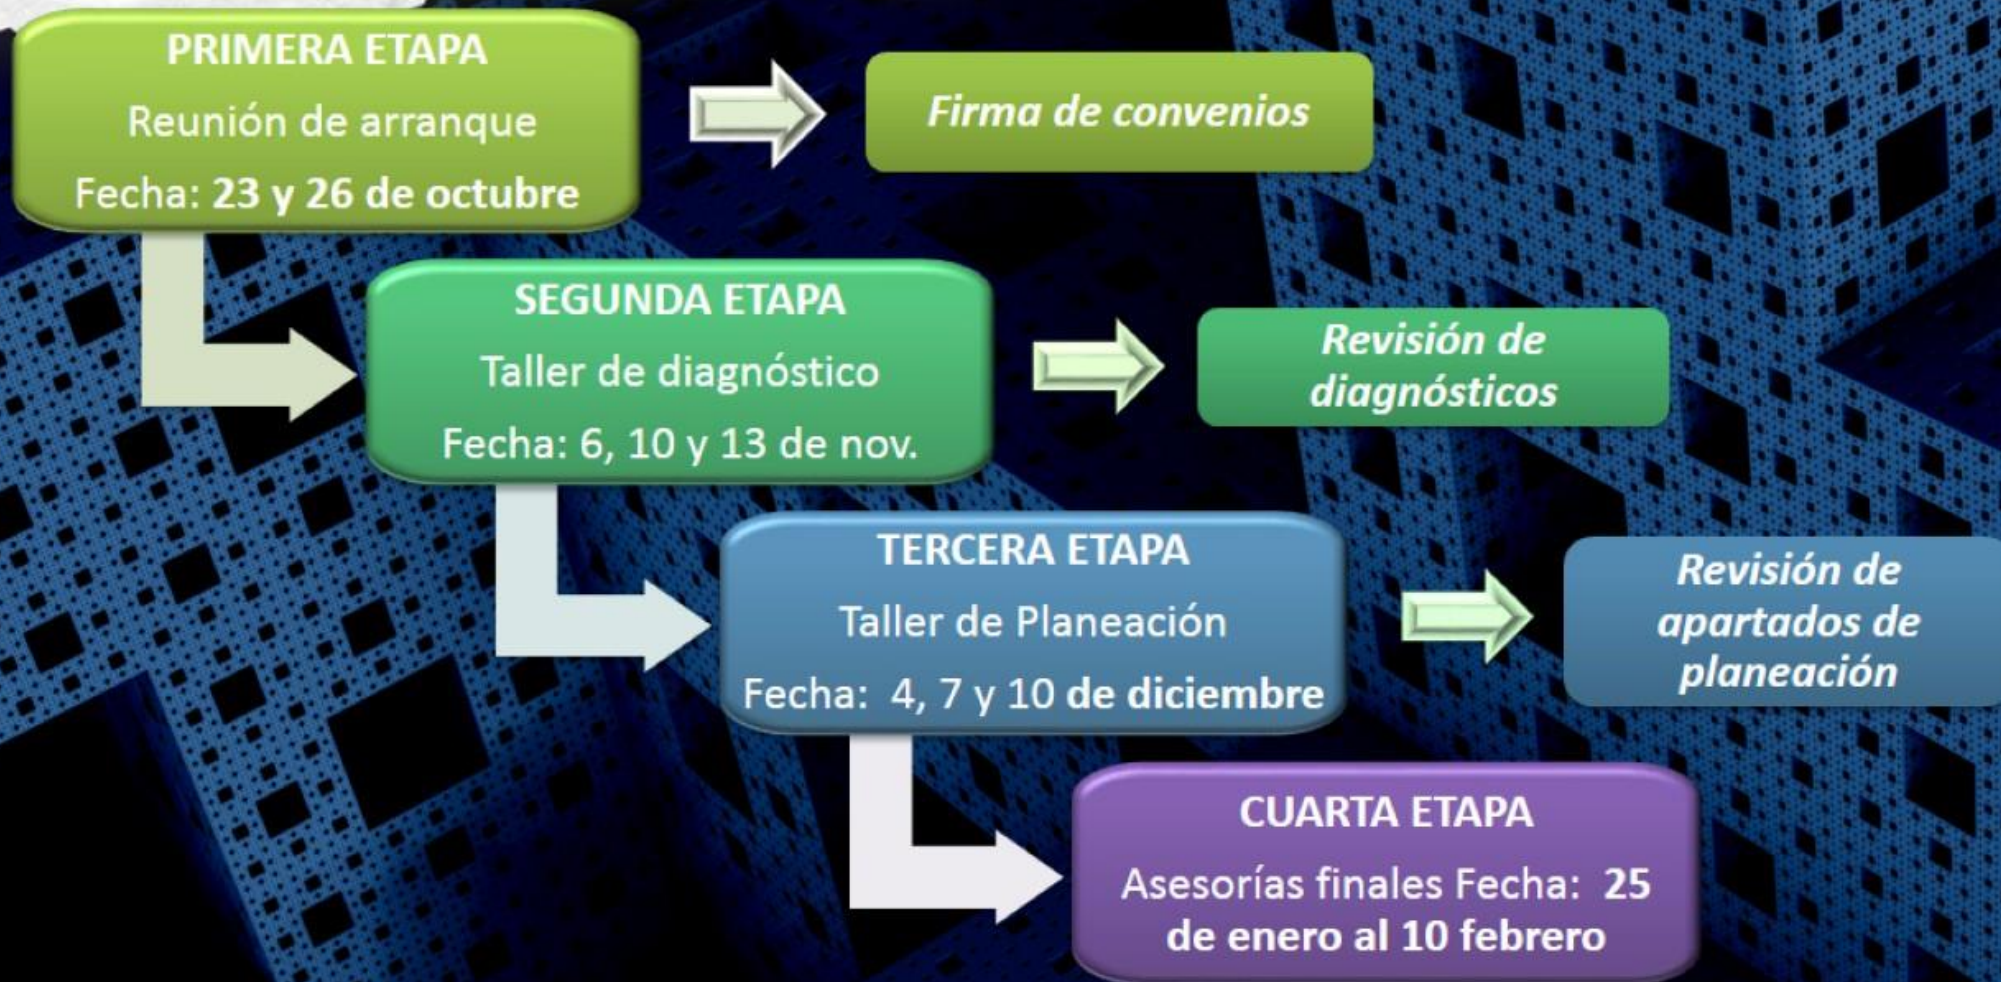 PRIMERA ETAPA
Reunión de arranque
Fecha: 23 y 26 de octubre
Firma de convenios
SEGUNDA ETAPA
Taller de diagnóstico
Fecha: 6, 10 y 13 de nov.
Revisión de
diagnósticos
TERCERA ETAPA
Taller de Planeación
Fecha:  4, 7 y 10 de diciembre
Revisión de
apartados de
planeación
CUARTA ETAPA
Asesorías finales Fecha:  25
de enero al 10 febrero